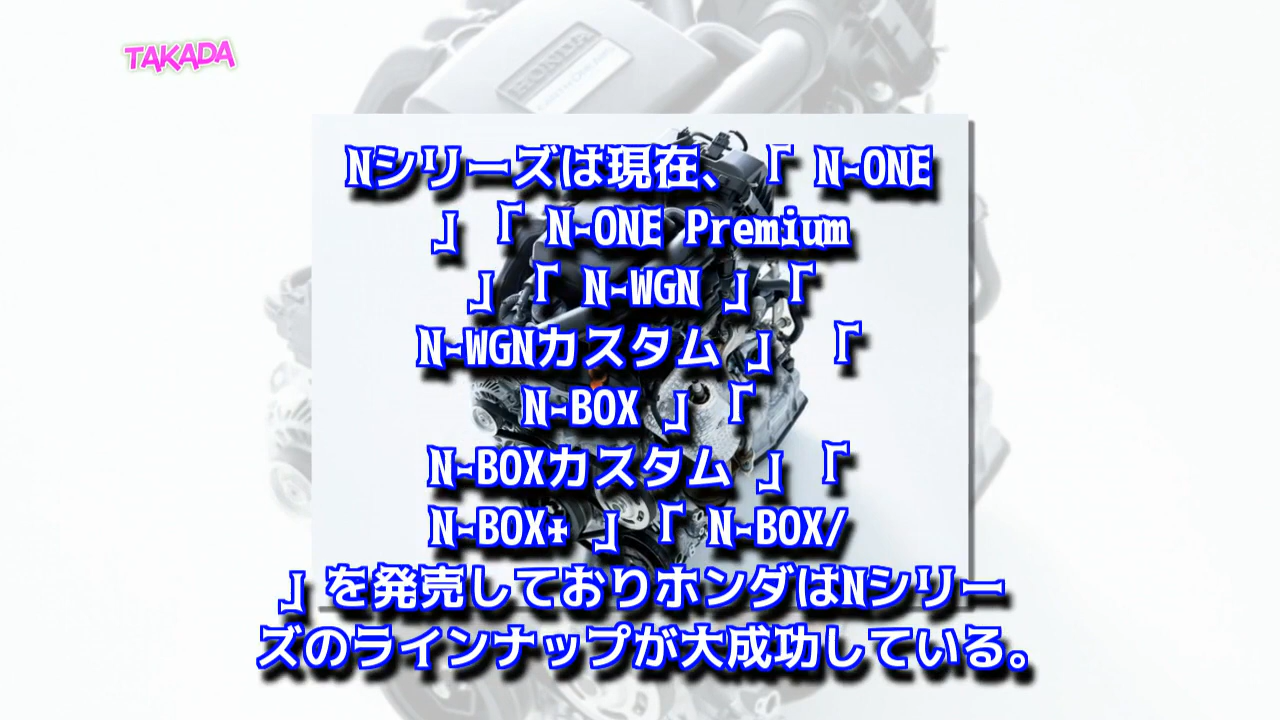 TAKADA
HONDA
EARTH DREAMS
Nシリーズは現在、「 N-ONE
」「 N-ONE Premium
」「 N-WGN 」「
N-WGNカスタム 」 「
N-BOX 」「
N-BOXカスタム 」「
N-BOX+ 」「 N-BOX/
」を発売しておりホンダはNシリー
ズのラインナップが大成功している。